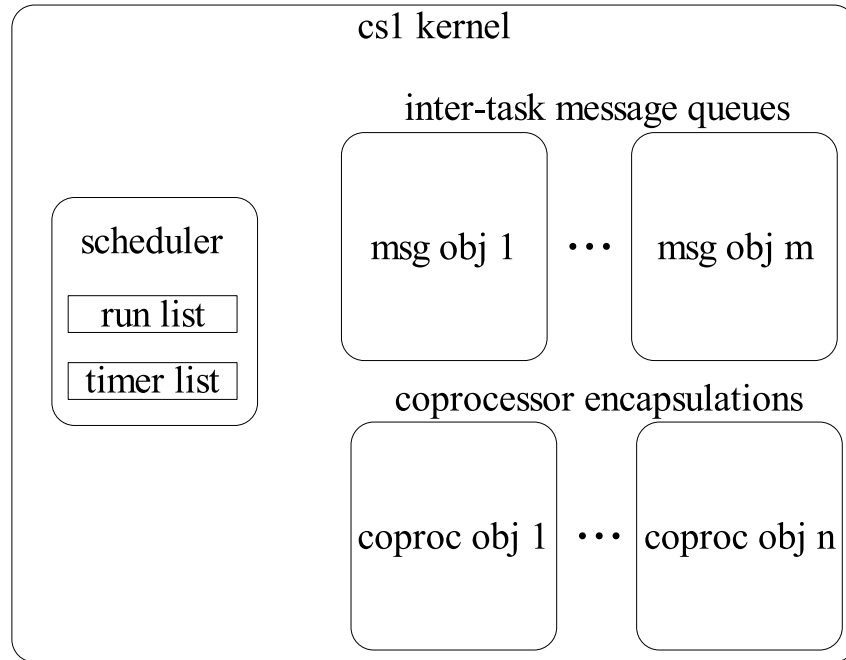 cs1 kernel
inter-task message queues
msg obj 1 ••• msg obj m
scheduler
run list
timer list
coprocessor encapsulations
coproc obj 1 ••• coproc obj n